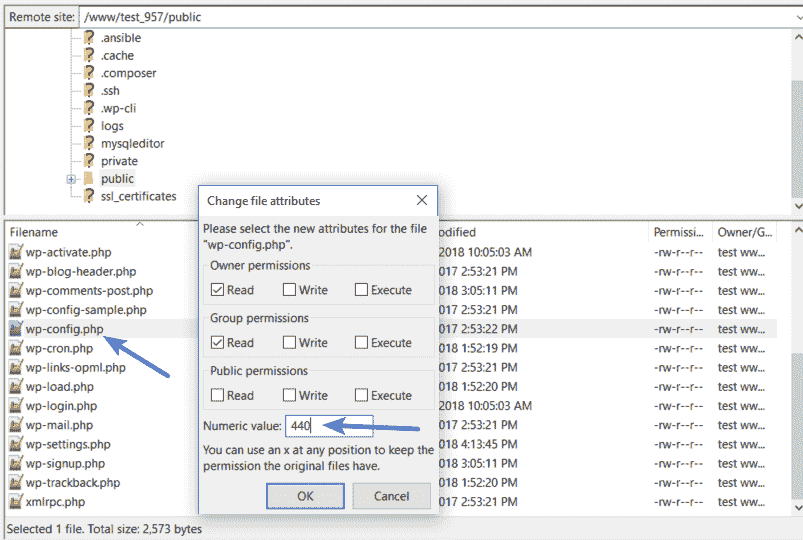 Remote site: /www/test_957/public
.ansible
.cache
.composer
.ssh
.wp-cli
logs
mysqleditor
private
public
ssl_certificates
Change file attributes
Please select the new attributes for the file
"wp-config.php".
Owner permissions
Read Write Execute
Group permissions
Read Write Execute
Public permissions
Read Write Execute
Numeric value: 440
You can use an x at any position to keep the
permission the original files have.
OK Cancel
Filename odified Permissi... Owner/G...
wp-activate.php 2018 10:05:03 AM -rw-r--r-- test ww...
wp-blog-header.php 017 2:53:21 PM -rw-r--r-- test ww...
wp-comments-post.php 018 3:05:11 PM -rw-r--r-- test ww...
wp-config-sample.php 017 2:53:21 PM -rw-r--r-- test ww...
wp-config.php 017 2:53:22 PM -rw-r--r-- test ww...
wp-cron.php 018 1:52:19 PM -rw-r--r-- test ww...
wp-links-opml.php 017 2:53:21 PM -rw-r--r-- test ww...
wp-load.php 018 1:52:20 PM -rw-r--r-- test ww...
wp-login.php 2018 10:05:03 AM -rw-r--r-- test ww...
wp-mail.php 017 2:53:21 PM -rw-r--r-- test ww...
wp-settings.php 018 4:13:45 PM -rw-r--r-- test ww...
wp-signup.php 018 3:05:11 PM -rw-r--r-- test ww...
wp-trackback.php 018 1:52:20 PM -rw-r--r-- test ww...
xmlrpc.php 017 2:53:21 PM -rw-r--r-- test ww...
Selected 1 file. Total size: 2,573 bytes